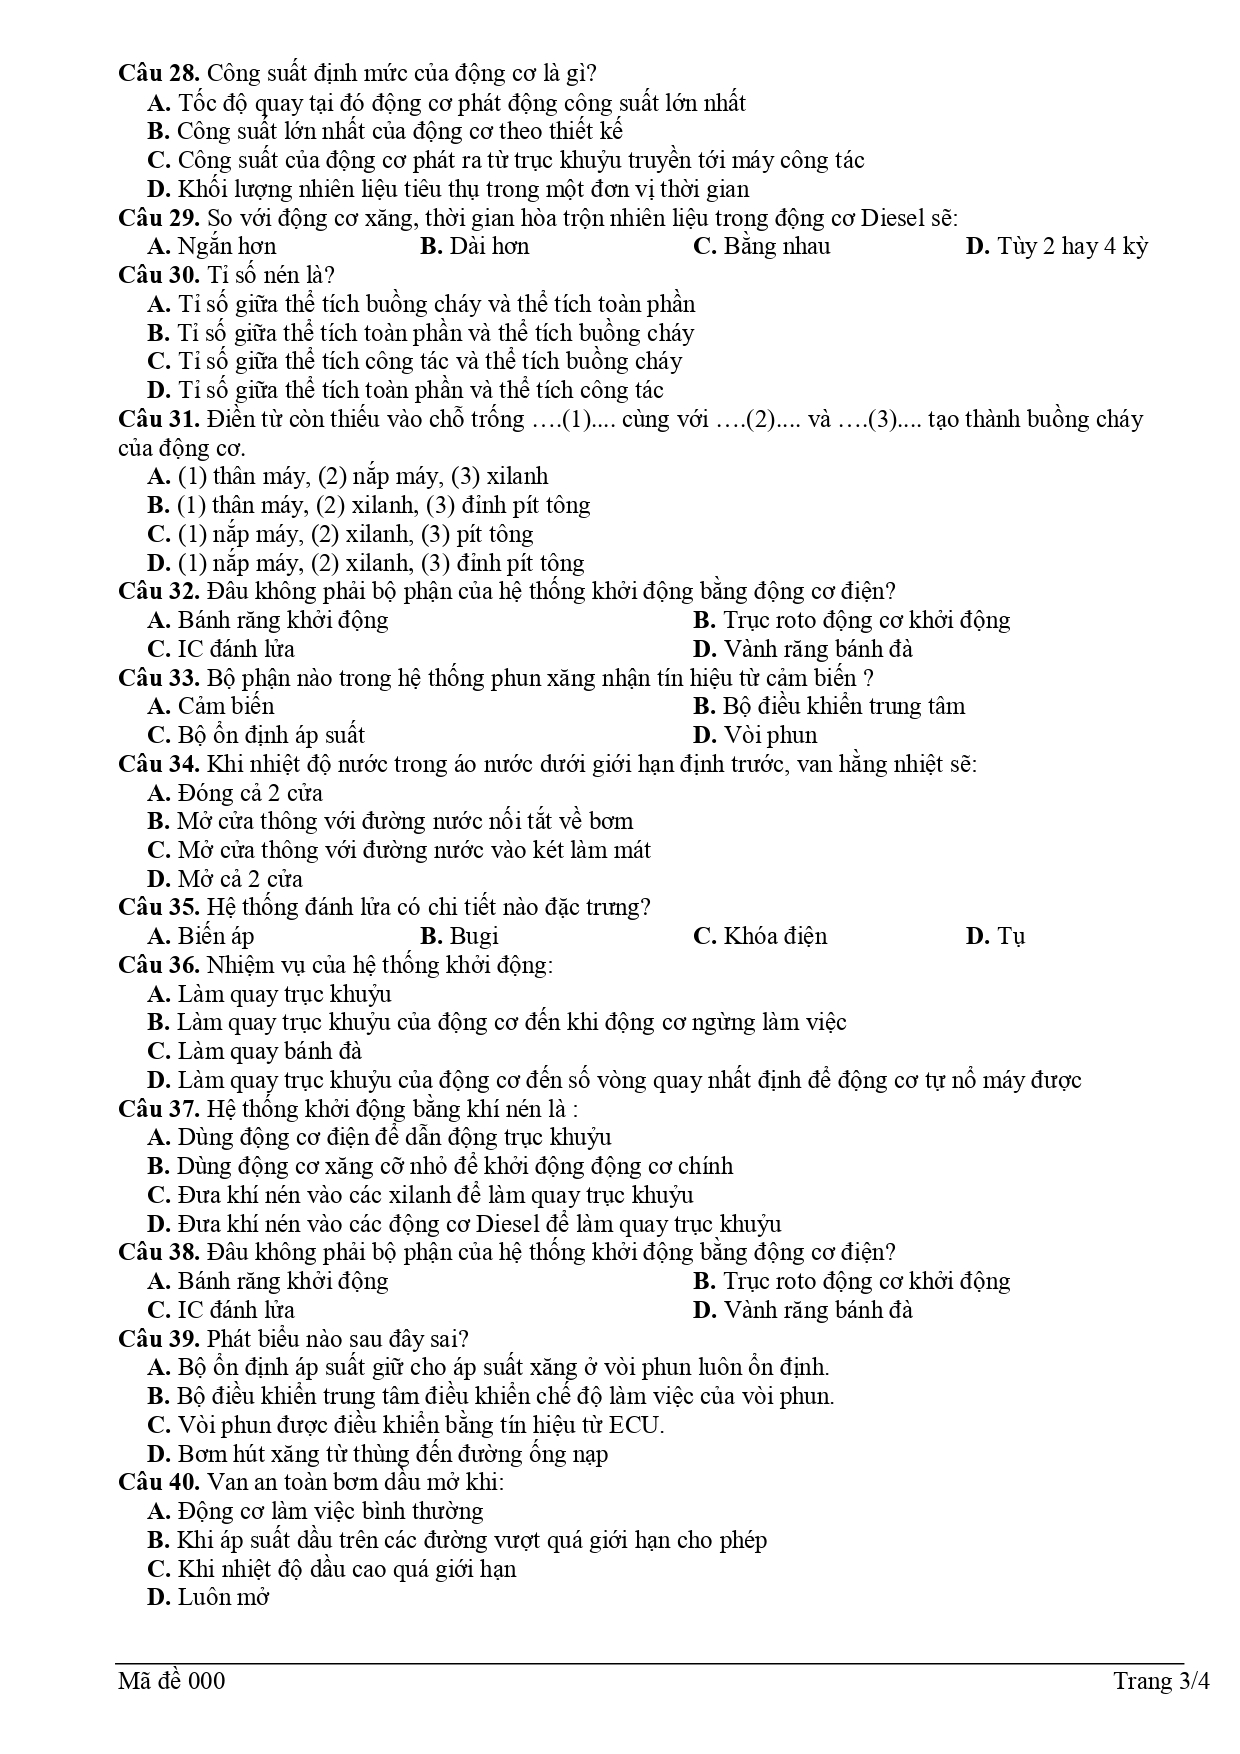 Câu 28. Công suất định mức của động cơ là gì?
A. Tốc độ quay tại đó động cơ phát động công suất lớn nhất
B. Công suất lớn nhất của động cơ theo thiết kế
C. Công suất của động cơ phát ra từ trục khuỷu truyền tới máy công tác
D. Khối lượng nhiên liệu tiêu thụ trong một đơn vị thời gian
Câu 29. So với động cơ xăng, thời gian hòa trộn nhiên liệu trong động cơ Diesel sẽ:
A. Ngắn hơn B. Dài hơn C. Bằng nhau D. Tùy 2 hay 4 kỳ
Câu 30. Tỉ số nén là?
A. Tỉ số giữa thể tích buồng cháy và thể tích toàn phần
B. Tỉ số giữa thể tích toàn phần và thể tích buồng cháy
C. Tỉ số giữa thể tích công tác và thể tích buồng cháy
D. Tỉ số giữa thể tích toàn phần và thể tích công tác
Câu 31. Điền từ còn thiếu vào chỗ trống ….(1).... cùng với ….(2).... và ….(3).... tạo thành buồng cháy
của động cơ.
A. (1) thân máy, (2) nắp máy, (3) xilanh
B. (1) thân máy, (2) xilanh, (3) đỉnh pít tông
C. (1) nắp máy, (2) xilanh, (3) pít tông
D. (1) nắp máy, (2) xilanh, (3) đỉnh pít tông
Câu 32. Đâu không phải bộ phận của hệ thống khởi động bằng động cơ điện?
A. Bánh răng khởi động B. Trục roto động cơ khởi động
C. IC đánh lửa D. Vành răng bánh đà
Câu 33. Bộ phận nào trong hệ thống phun xăng nhận tín hiệu từ cảm biến ?
A. Cảm biến B. Bộ điều khiển trung tâm
C. Bộ ổn định áp suất D. Vòi phun
Câu 34. Khi nhiệt độ nước trong áo nước dưới giới hạn định trước, van hằng nhiệt sẽ:
A. Đóng cả 2 cửa
B. Mở cửa thông với đường nước nối tắt về bơm
C. Mở cửa thông với đường nước vào két làm mát
D. Mở cả 2 cửa
Câu 35. Hệ thống đánh lửa có chi tiết nào đặc trưng?
A. Biến áp B. Bugi C. Khóa điện D. Tụ
Câu 36. Nhiệm vụ của hệ thống khởi động:
A. Làm quay trục khuỷu
B. Làm quay trục khuỷu của động cơ đến khi động cơ ngừng làm việc
C. Làm quay bánh đà
D. Làm quay trục khuỷu của động cơ đến số vòng quay nhất định để động cơ tự nổ máy được
Câu 37. Hệ thống khởi động bằng khí nén là :
A. Dùng động cơ điện để dẫn động trục khuỷu
B. Dùng động cơ xăng cỡ nhỏ để khởi động động cơ chính
C. Đưa khí nén vào các xilanh để làm quay trục khuỷu
D. Đưa khí nén vào các động cơ Diesel để làm quay trục khuỷu
Câu 38. Đâu không phải bộ phận của hệ thống khởi động bằng động cơ điện?
A. Bánh răng khởi động B. Trục roto động cơ khởi động
C. IC đánh lửa D. Vành răng bánh đà
Câu 39. Phát biểu nào sau đây sai?
A. Bộ ổn định áp suất giữ cho áp suất xăng ở vòi phun luôn ổn định.
B. Bộ điều khiển trung tâm điều khiển chế độ làm việc của vòi phun.
C. Vòi phun được điều khiển bằng tín hiệu từ ECU.
D. Bơm hút xăng từ thùng đến đường ống nạp
Câu 40. Van an toàn bơm dầu mở khi:
A. Động cơ làm việc bình thường
B. Khi áp suất dầu trên các đường vượt quá giới hạn cho phép
C. Khi nhiệt độ dầu cao quá giới hạn
D. Luôn mở
Mã đề 000 Trang 3/4